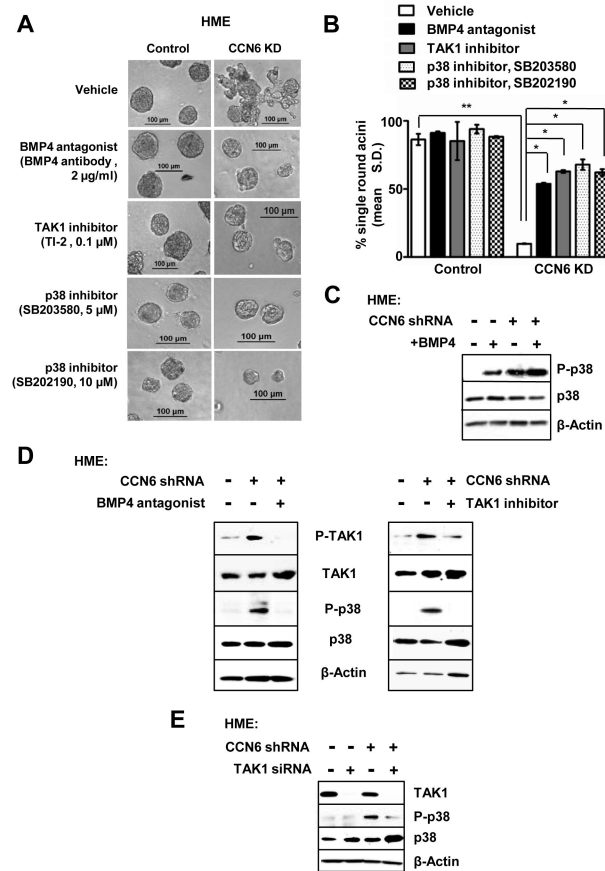 A
HME
Control
CCN6 KD
Vehicle
100 µm
100 µm
BMP4 antagonist
(BMP4 antibody ,
2 µg/ml)
100 µm
100 µm
TAK1 inhibitor
(TI-2 , 0.1 µM)
100 µm
100 µm
p38 inhibitor
(SB203580, 5 µM)
100 µm
100 µm
p38 inhibitor
(SB202190, 10 µM)
100 µm
100 µm
B
Vehicle
BMP4 antagonist
TAK1 inhibitor
p38 inhibitor, SB203580
p38 inhibitor, SB202190
% single round acini
(mean S.D.)
100
50
0
**
*
*
*
*
Control
CCN6 KD
C
HME:
CCN6 shRNA - - + +
+BMP4 - + - +
P-p38
p38
β-Actin
D
HME:
CCN6 shRNA - + +
BMP4 antagonist - - +
- + + CCN6 shRNA
- - + TAK1 inhibitor
P-TAK1
TAK1
P-p38
p38
β-Actin
E
HME:
CCN6 shRNA - - + +
TAK1 siRNA - + - +
TAK1
P-p38
p38
β-Actin